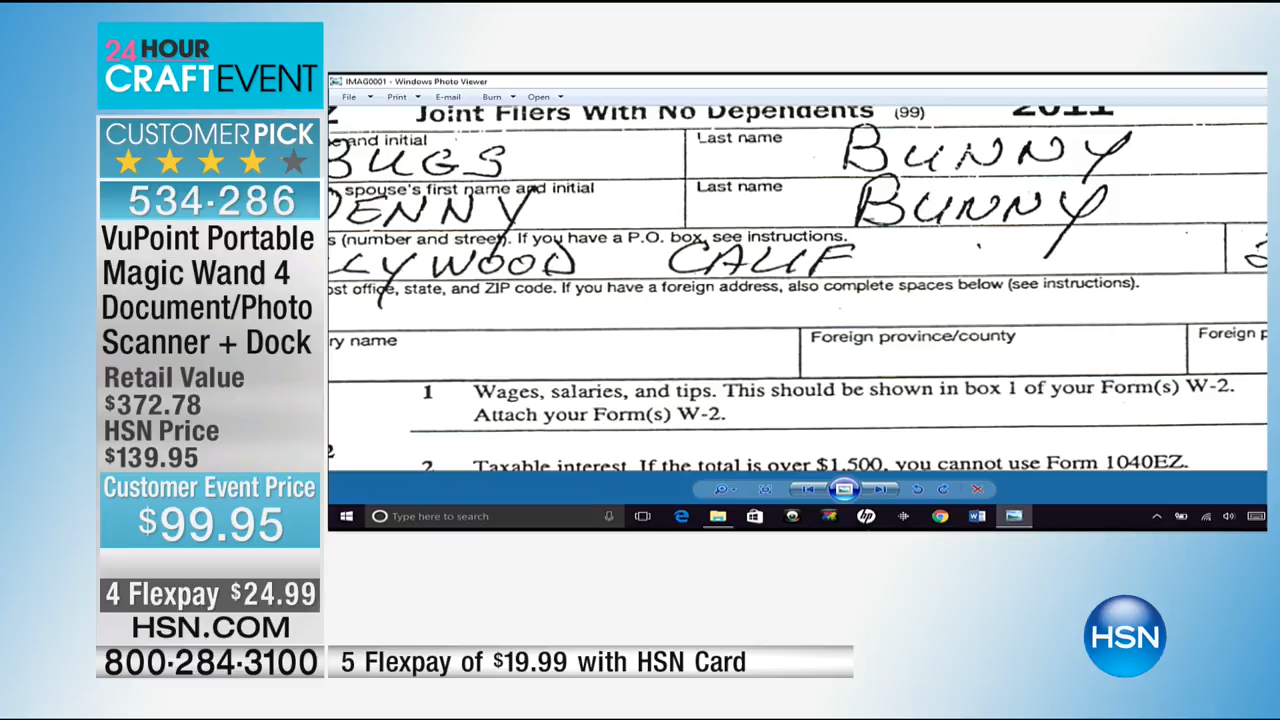 24 HOUR
CRAFT EVENT
CUSTOMER PICK
534-286
VuPoint Portable
Magic Wand 4
Document/Photo
Scanner + Dock
Retail Value
$372.78
HSN Price
$139.95
Customer Event Price
$99.95
4 Flexpay $24.99
HSN.COM
800-284-3100
5 Flexpay of $19.99 with HSN Card
HSN
IMAG0001 - Windows Photo Viewer
File Print E-mail Burn Open
Joint Filers With No Dependents (99) 2011
and initial Last name
BUGS BUNNY
spouse's first name and initial Last name
BUNNY
(number and street). If you have a P.O. box, see instructions.
CALIF
office, state, and ZIP code. If you have a foreign address, also complete spaces below (see instructions).
name Foreign province/county Foreign
1 Wages, salaries, and tips. This should be shown in box 1 of your Form(s) W-2.
Attach your Form(s) W-2.
2 Taxable interest. If the total is over $1,500, you cannot use Form 1040EZ.
Type here to search